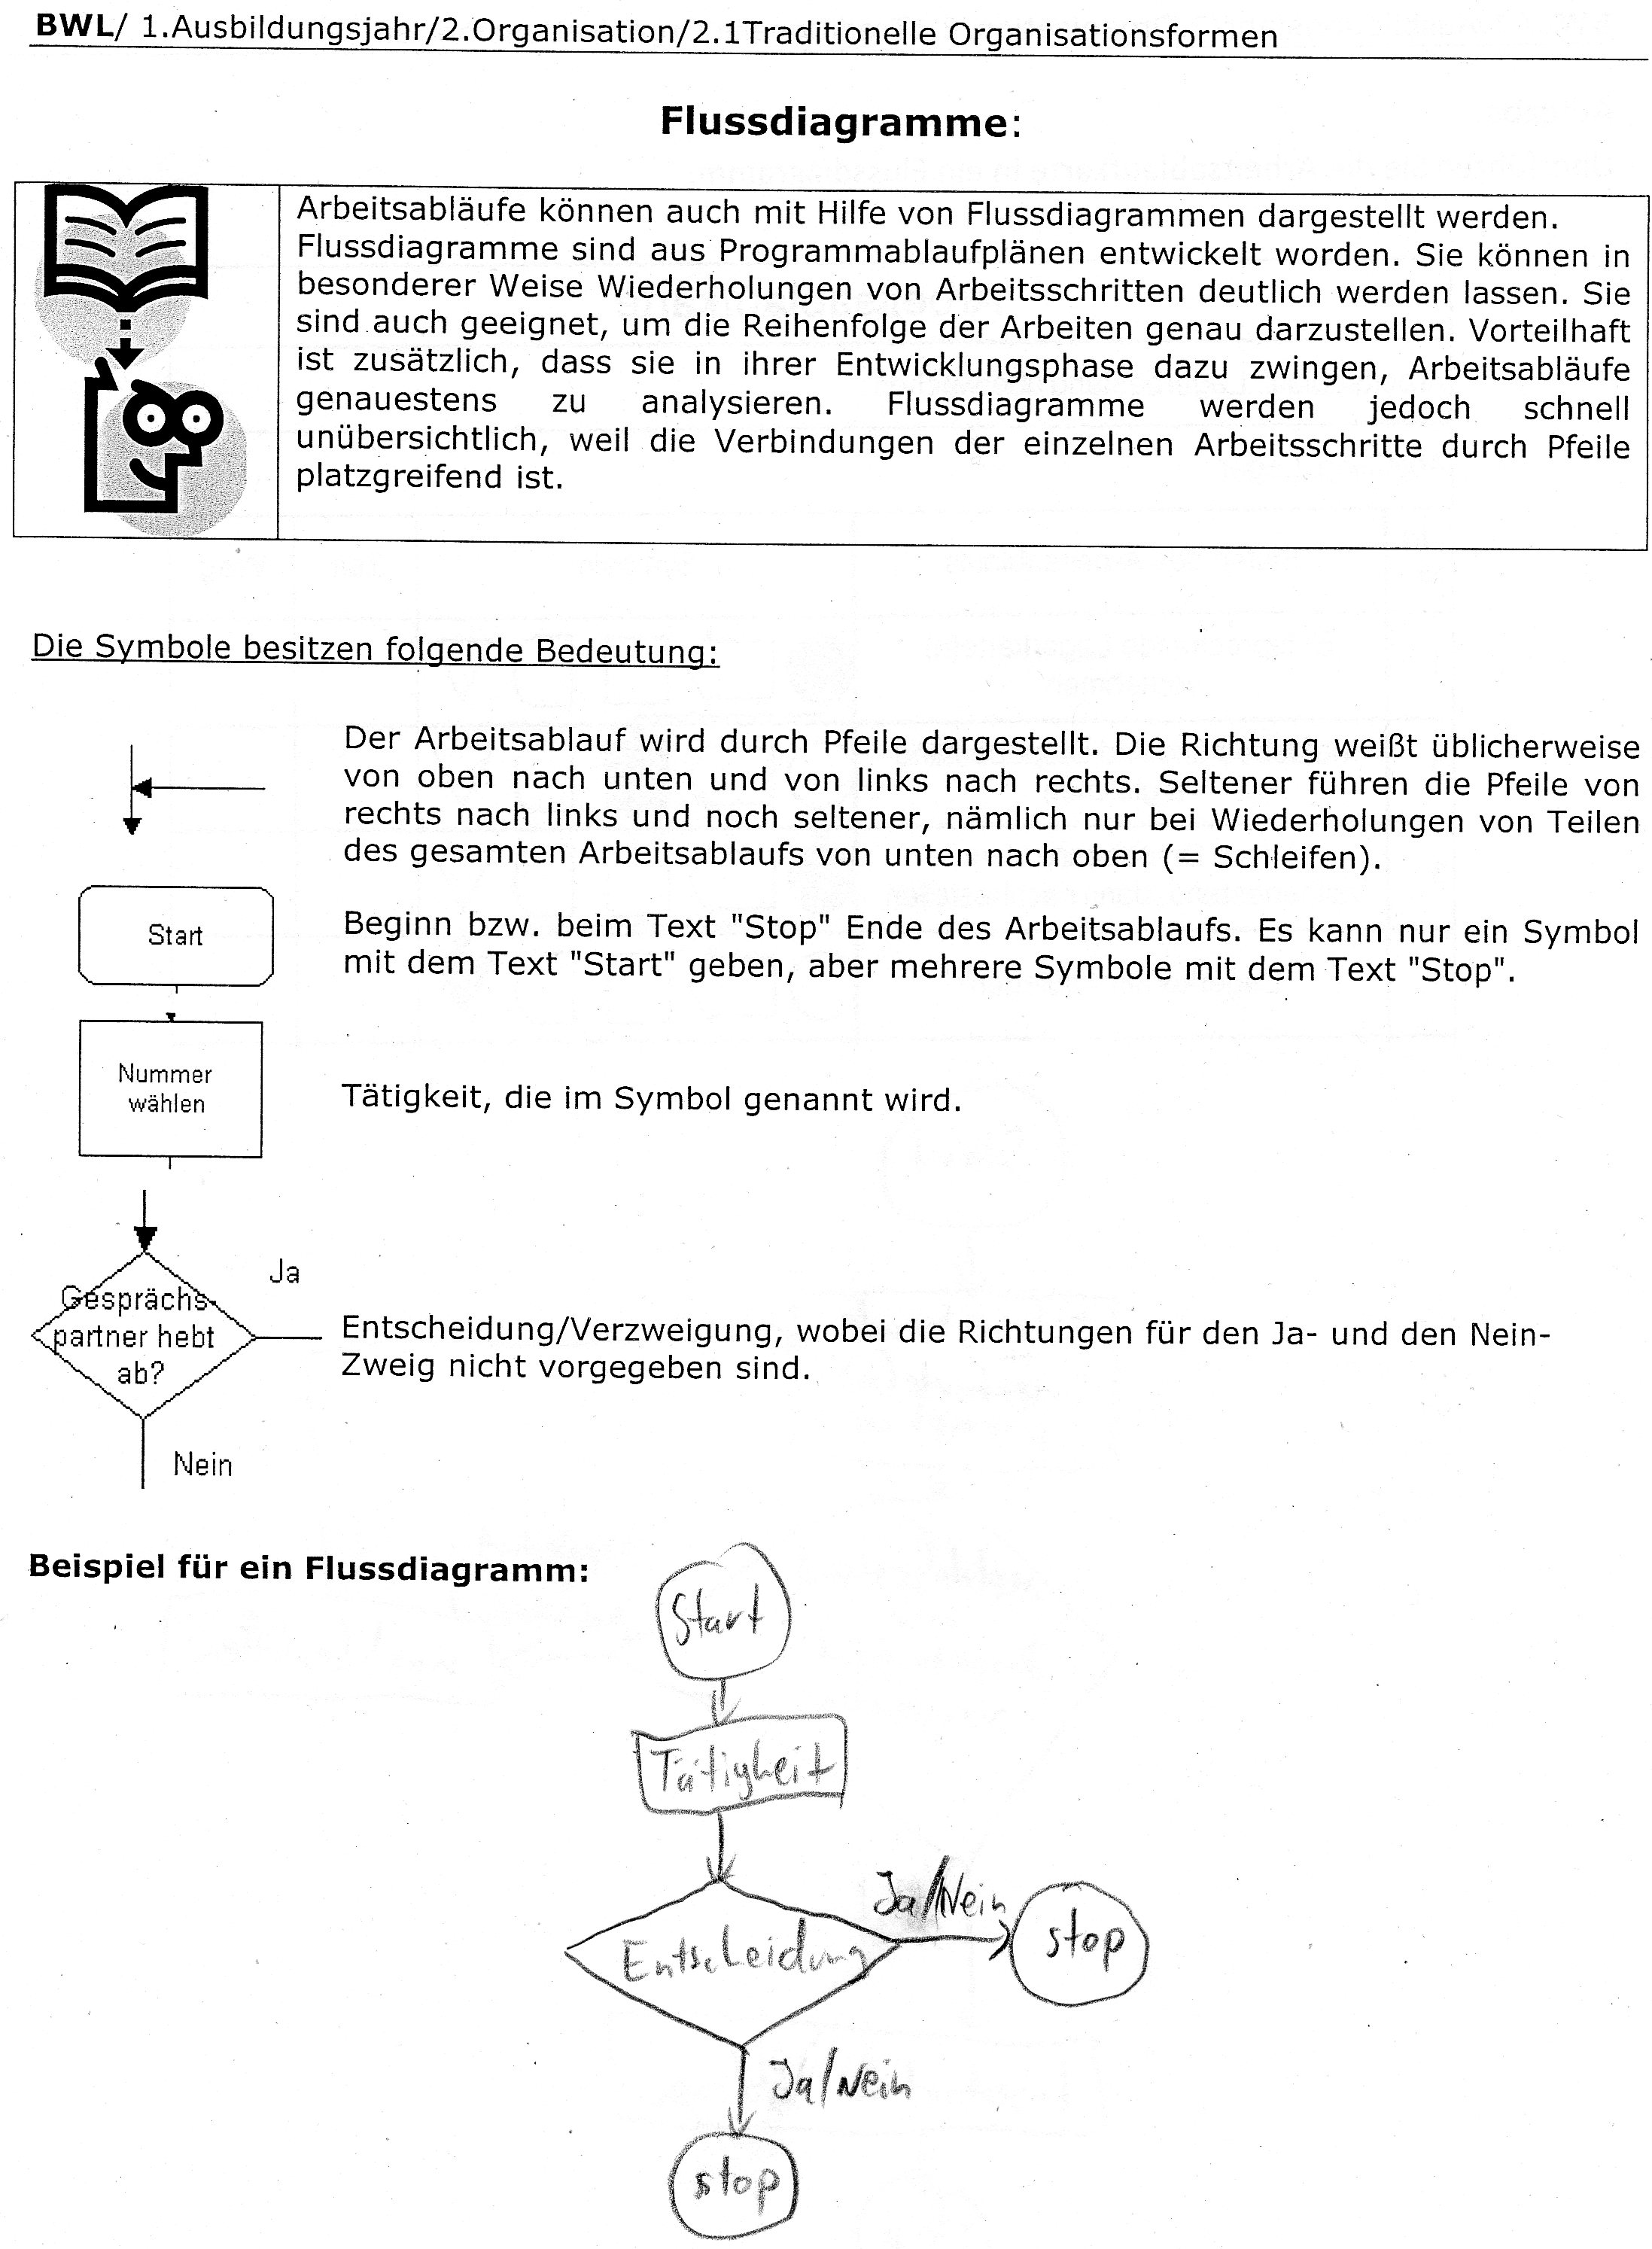 BWL/ 1.Ausbildungsjahr/2.Organisation/2.1Traditionelle Organisationsformen
Flussdiagramme:
Arbeitsabläufe können auch mit Hilfe von Flussdiagrammen dargestellt werden.
Flussdiagramme sind aus Programmablaufplänen entwickelt worden. Sie können in
besonderer Weise Wiederholungen von Arbeitsschritten deutlich werden lassen. Sie
sind auch geeignet, um die Reihenfolge der Arbeiten genau darzustellen. Vorteilhaft
ist zusätzlich, dass sie in ihrer Entwicklungsphase dazu zwingen, Arbeitsabläufe
genauestens zu analysieren. Flussdiagramme werden jedoch schnell
unübersichtlich, weil die Verbindungen der einzelnen Arbeitsschritte durch Pfeile
platzgreifend ist.
Die Symbole besitzen folgende Bedeutung:
Der Arbeitsablauf wird durch Pfeile dargestellt. Die Richtung weißt üblicherweise
von oben nach unten und von links nach rechts. Seltener führen die Pfeile von
rechts nach links und noch seltener, nämlich nur bei Wiederholungen von Teilen
des gesamten Arbeitsablaufs von unten nach oben (= Schleifen).
Start
Beginn bzw. beim Text "Stop" Ende des Arbeitsablaufs. Es kann nur ein Symbol
mit dem Text "Start" geben, aber mehrere Symbole mit dem Text "Stop".
Nummer
wählen
Tätigkeit, die im Symbol genannt wird.
Ja
Gesprächs-
partner hebt
ab?
Nein
Entscheidung/Verzweigung, wobei die Richtungen für den Ja- und den Nein-
Zweig nicht vorgegeben sind.
Beispiel für ein Flussdiagramm:
Start
Tätigkeit
Entscheidung
Ja/Nein
stop
Ja/Nein
stop